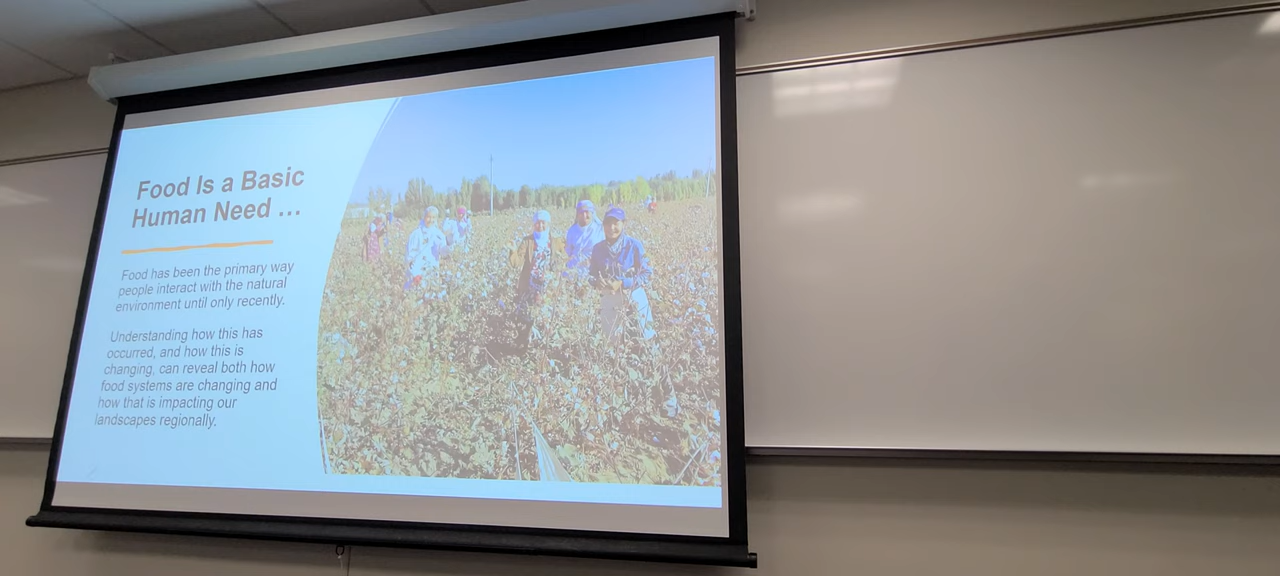 Food Is a Basic
Human Need ...
Food has been the primary way
people interact with the natural
environment until only recently.
Understanding how this has
occurred, and how this is
changing, can reveal both how
food systems are changing and
how that is impacting our
landscapes regionally.